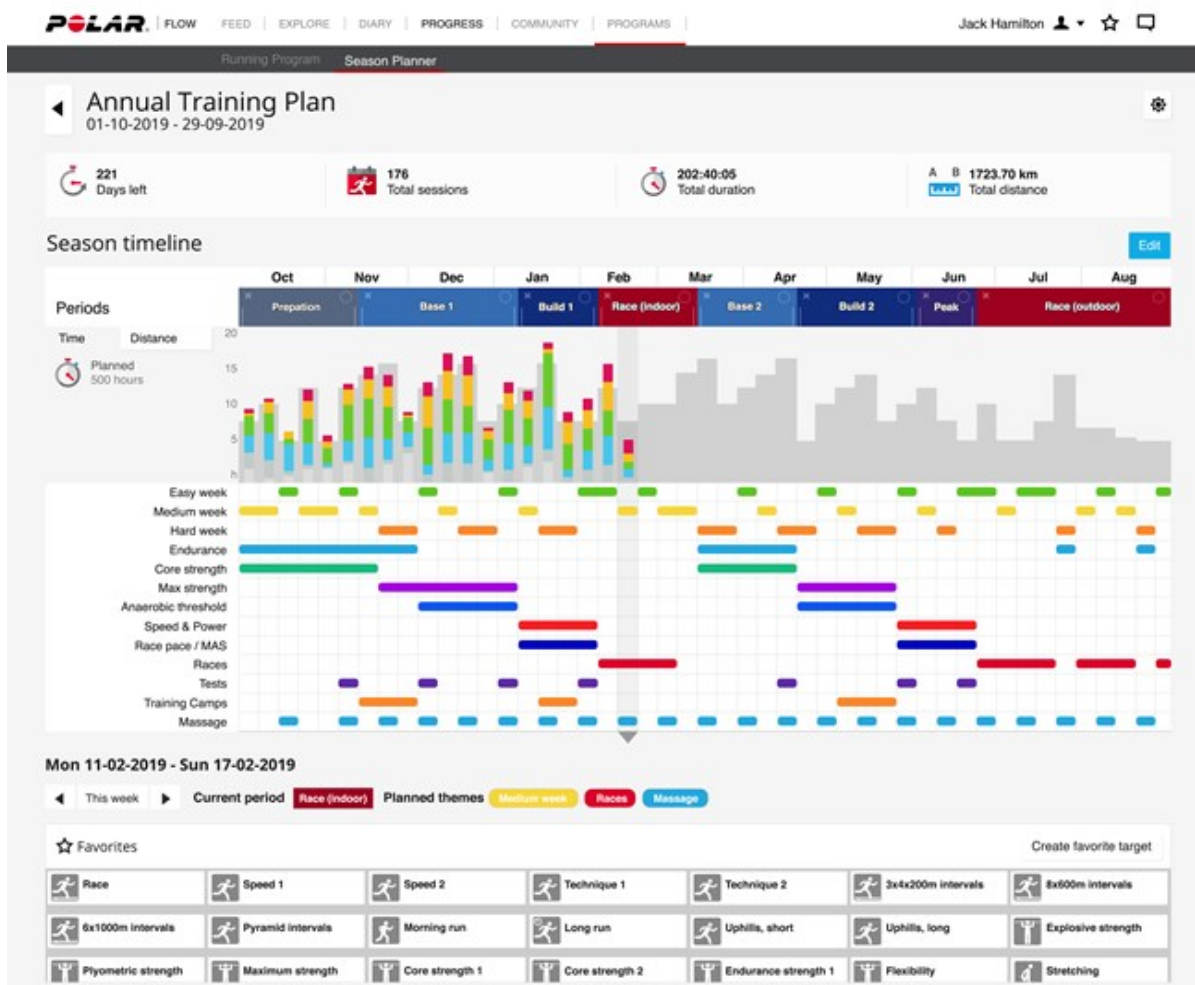 POLAR. FLOW FEED EXPLORE DIARY PROGRESS COMMUNITY PROGRAMS Jack Hamilton
Running Program Season Planner
Annual Training Plan
01-10-2019 - 29-09-2019
221 176 202:40:05 A B 1723.70 km
Days left Total sessions Total duration Total distance
Season timeline Edit
Oct Nov Dec Jan Feb Mar Apr May Jun Jul Aug
Periods Prepation Base 1 Build 1 Race (indoor) Base 2 Build 2 Peak Race (outdoor)
Time Distance 20
Planned 15
500 hours
10
5
h
Easy week
Medium week
Hard week
Endurance
Core strength
Max strength
Anaerobic threshold
Speed & Power
Race pace / MAS
Races
Tests
Training Camps
Massage
Mon 11-02-2019 - Sun 17-02-2019
This week Current period Race (indoor) Planned themes Medium week Races Massage
Favorites Create favorite target
Race Speed 1 Speed 2 Technique 1 Technique 2 3x4x200m intervals 8x600m intervals
6x1000m intervals Pyramid intervals Morning run Long run Uphills, short Uphills, long Explosive strength
Plyometric strength Maximum strength Core strength 1 Core strength 2 Endurance strength 1 Flexibility Stretching